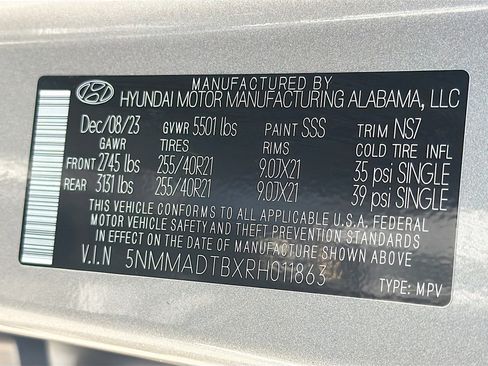 MANUFACTURED BY
HYUNDAI MOTOR MANUFACTURING ALABAMA, LLC
Dec/08/23 GVWR 5501 lbs PAINT SSS TRIM NS7
GAWR TIRES RIMS COLD TIRE INFL
FRONT 2745 lbs 255/40R21 9.0JX21 35 psi SINGLE
REAR 3131 lbs 255/40R21 9.0JX21 39 psi SINGLE
THIS VEHICLE CONFORMS TO ALL APPLICABLE U.S.A. FEDERAL
MOTOR VEHICLE SAFETY AND THEFT PREVENTION STANDARDS
IN EFFECT ON THE DATE OF MANUFACTURE SHOWN ABOVE.
V.I.N 5NMMADTBXRH011863
TYPE: MPV